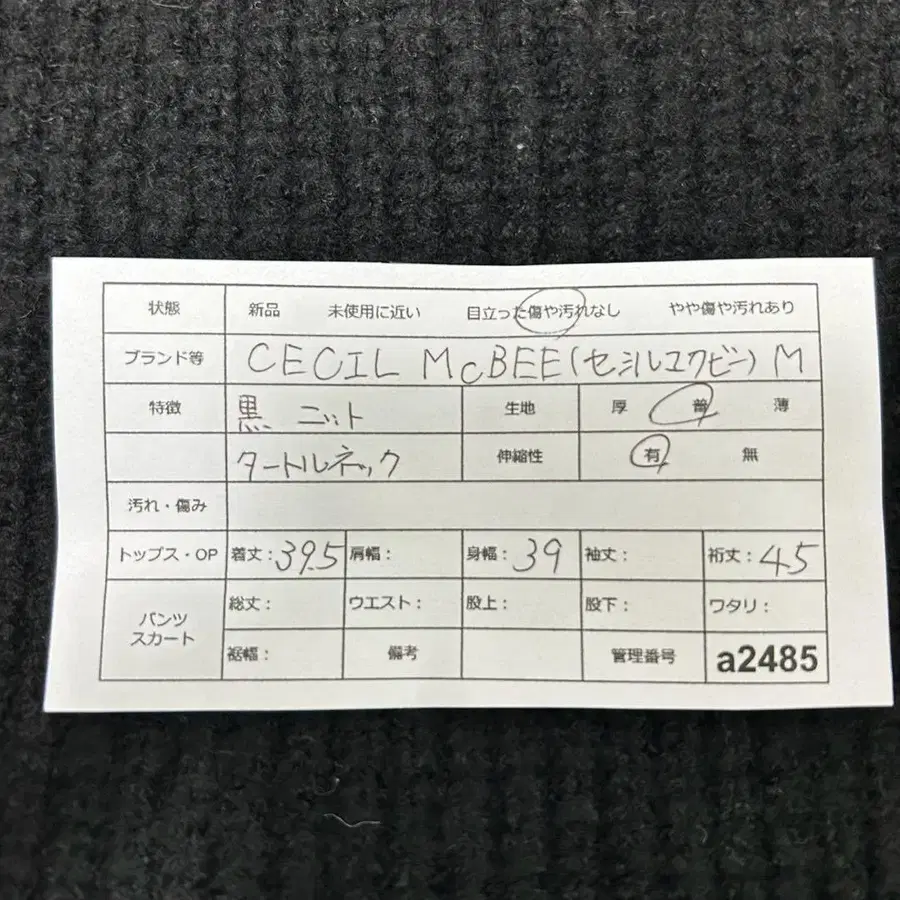 状態 新品 未使用に近い 目立った傷や汚れなし やや傷や汚れあり
ブランド等 CECIL McBEE(セシルユクビー) M
特徴 黒 ニット 生地 厚 普 薄
タートルネック 伸縮性 有 無
汚れ・傷み
トップス・OP 着丈:39.5 肩幅: 身幅:39 袖丈: 裄丈:45
パンツ スカート 総丈: ウエスト: 股上: 股下: ワタリ:
裾幅: 備考 管理番号 a2485